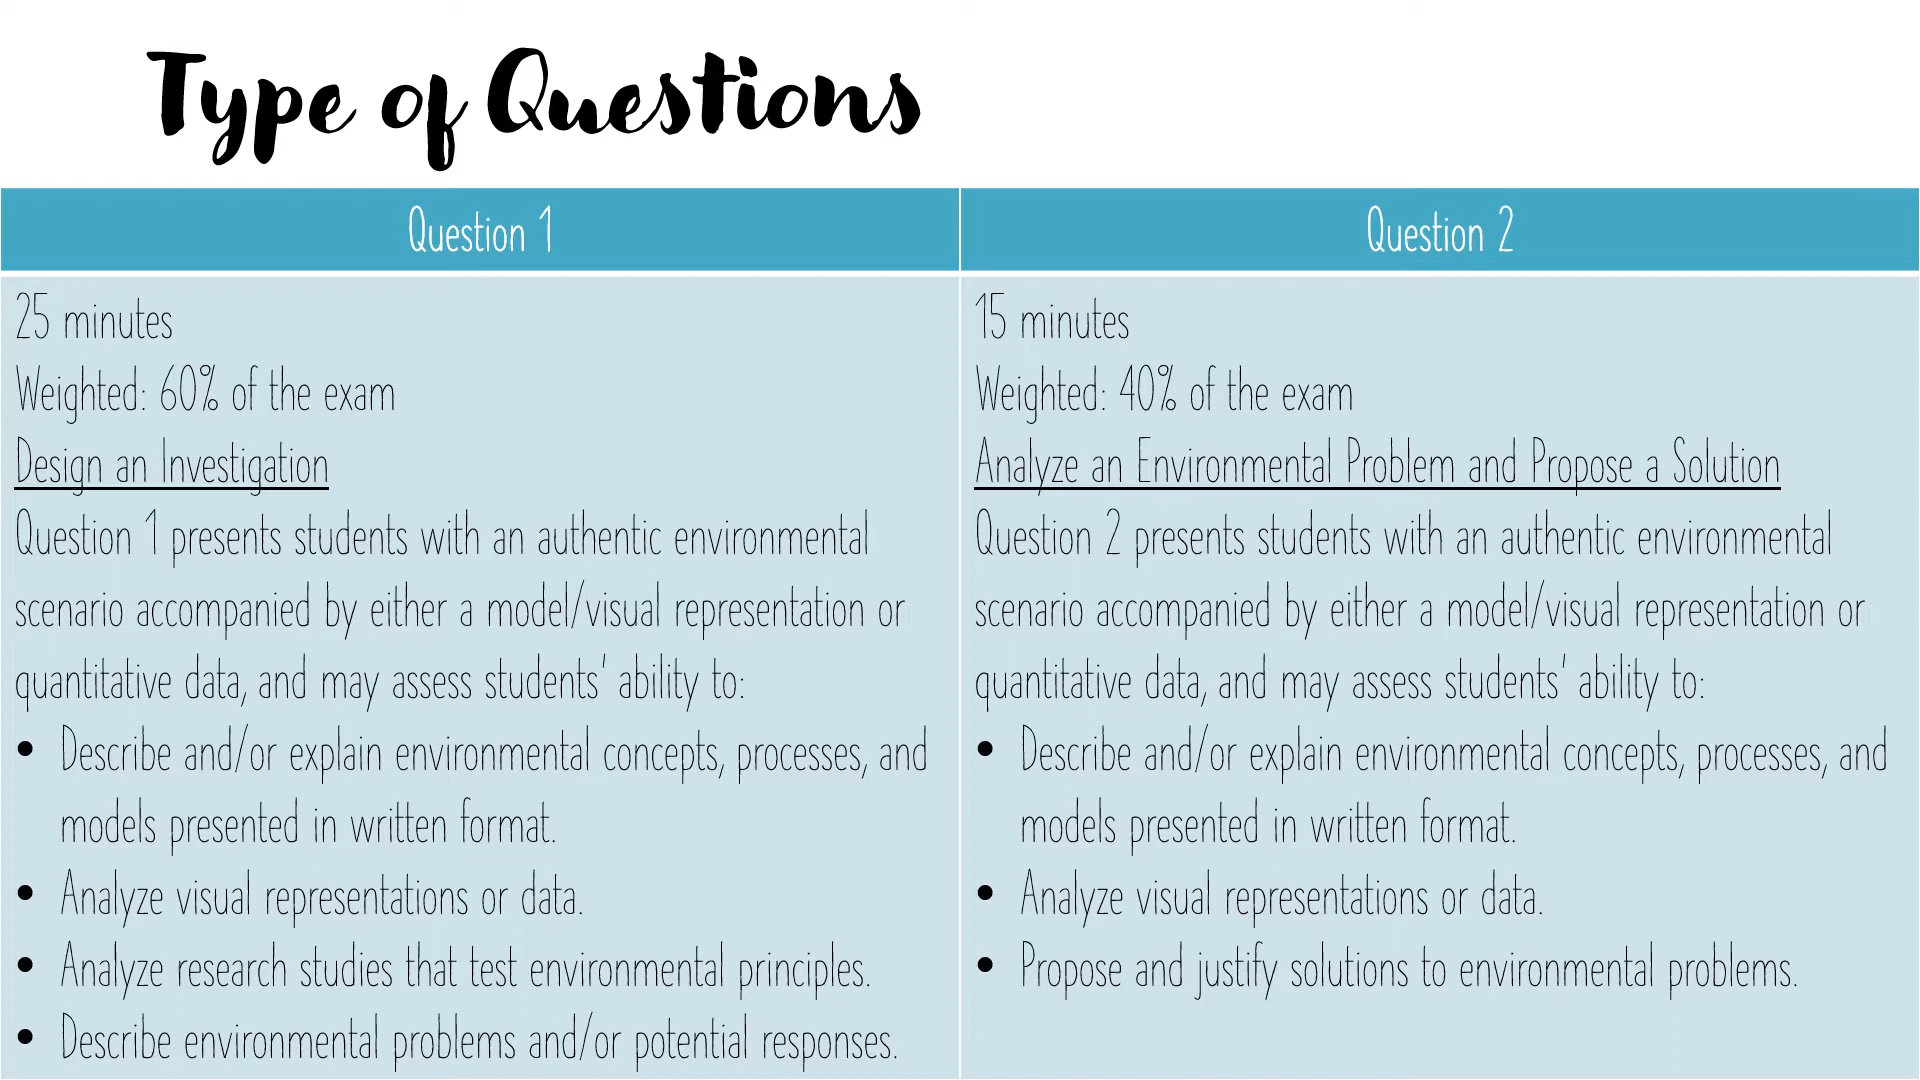 Type of Questions
Question 1
25 minutes
Weighted: 60% of the exam
Design an Investigation
Question 1 presents students with an authentic environmental
scenario accompanied by either a model/visual representation or
quantitative data, and may assess students' ability to:
• Describe and/or explain environmental concepts, processes, and
models presented in written format.
• Analyze visual representations or data.
• Analyze research studies that test environmental principles.
• Describe environmental problems and/or potential responses.
Question 2
15 minutes
Weighted: 40% of the exam
Analyze an Environmental Problem and Propose a Solution
Question 2 presents students with an authentic environmental
scenario accompanied by either a model/visual representation or
quantitative data, and may assess students' ability to:
• Describe and/or explain environmental concepts, processes, and
models presented in written format.
• Analyze visual representations or data.
• Propose and justify solutions to environmental problems.